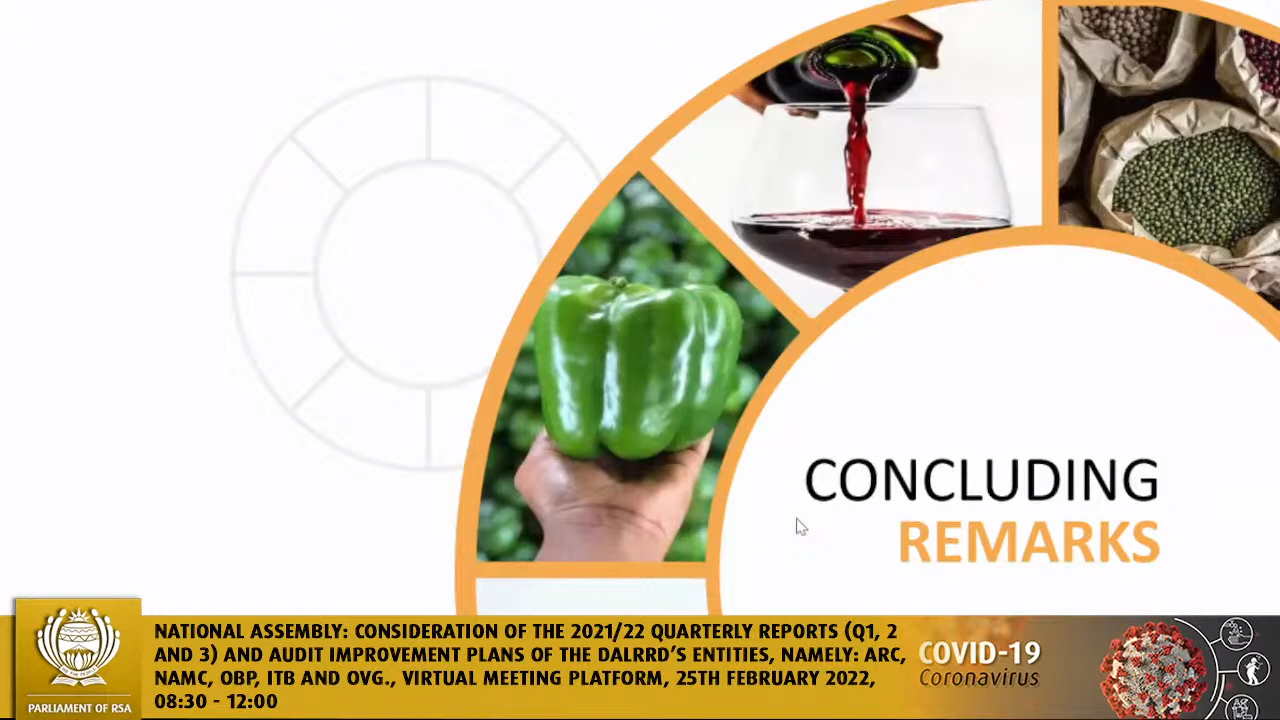 CONCLUDING
REMARKS
NATIONAL ASSEMBLY: CONSIDERATION OF THE 2021/22 QUARTERLY REPORTS (Q1, 2
AND 3) AND AUDIT IMPROVEMENT PLANS OF THE DALRRD'S ENTITIES, NAMELY: ARC,
NAMC, OBP, ITB AND OVG., VIRTUAL MEETING PLATFORM, 25TH FEBRUARY 2022,
08:30 - 12:00
PARLIAMENT OF RSA
COVID-19
Coronavirus